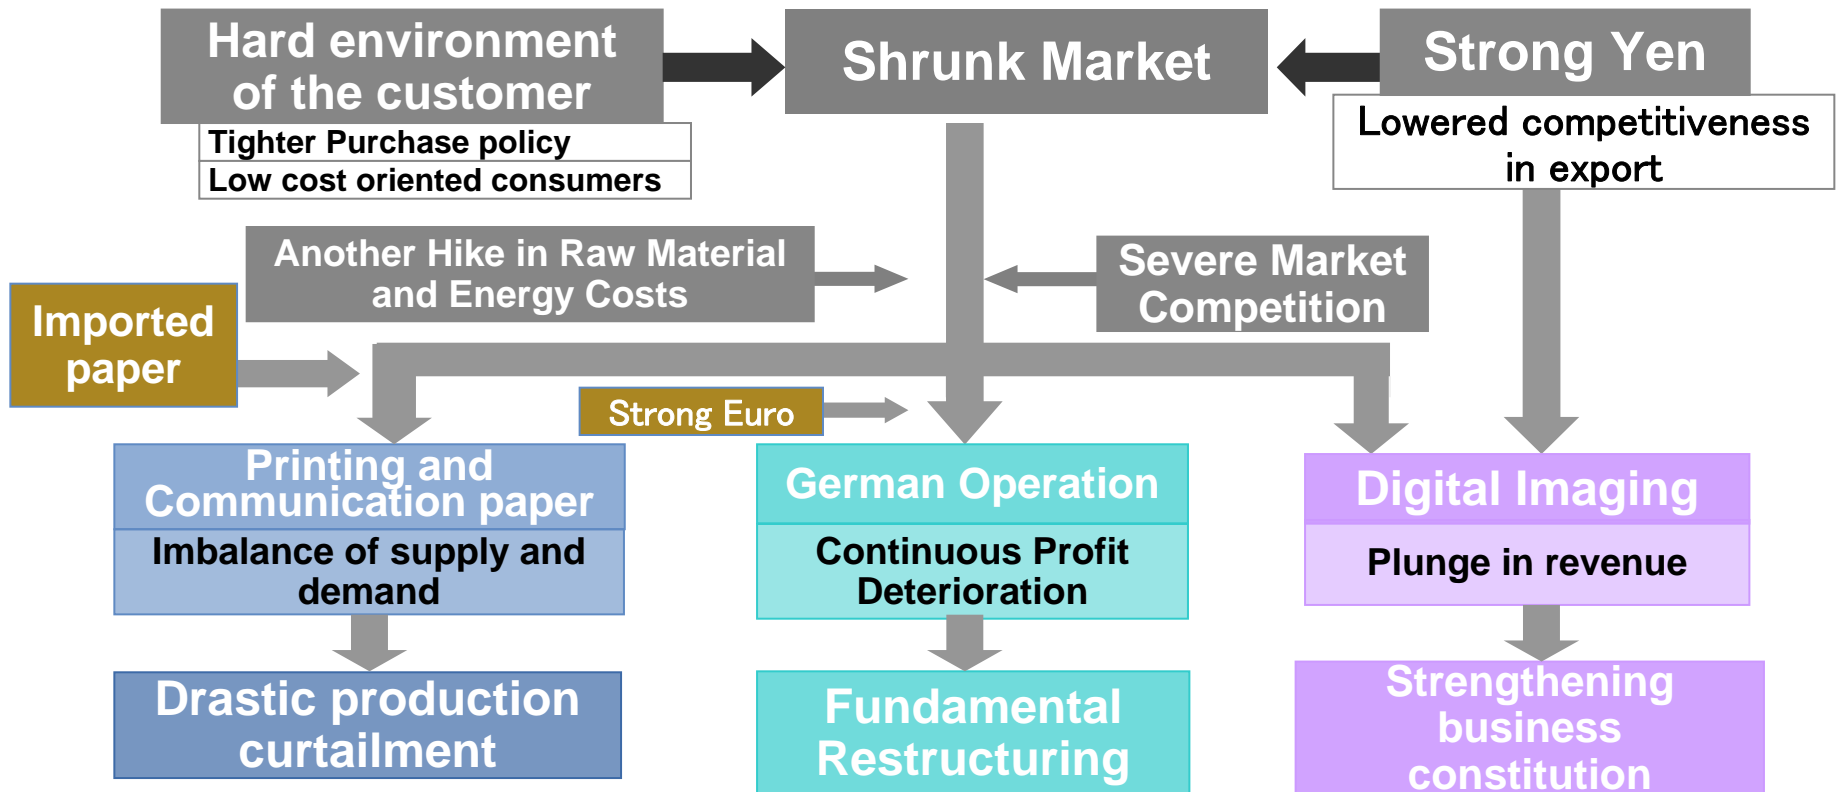 Hard environment
of the customer
Tighter Purchase policy
Low cost oriented consumers
Shrunk Market
Strong Yen
Lowered competitiveness
in export
Another Hike in Raw Material
and Energy Costs
Severe Market
Competition
Imported
paper
Strong Euro
Printing and
Communication paper
Imbalance of supply and
demand
Drastic production
curtailment
German Operation
Continuous Profit
Deterioration
Fundamental
Restructuring
Digital Imaging
Plunge in revenue
Strengthening
business
constitution